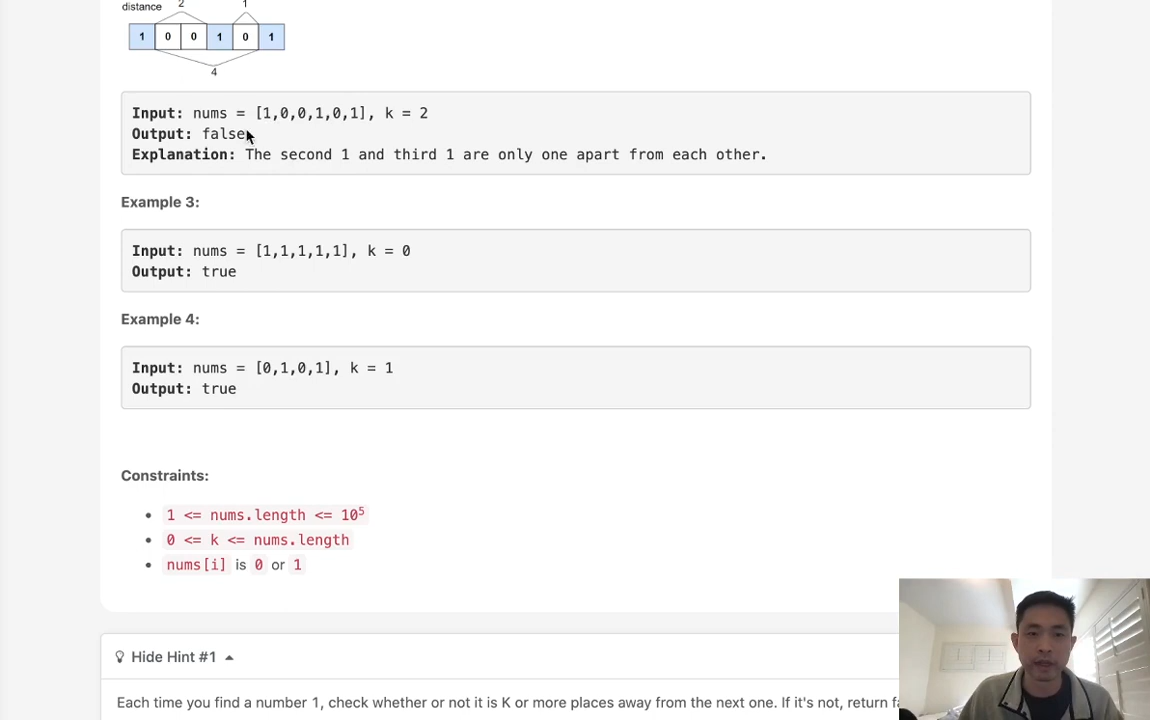 distance 2 1
1 0 0 1 0 1
4
Input: nums = [1,0,0,1,0,1], k = 2
Output: false
Explanation: The second 1 and third 1 are only one apart from each other.
Example 3:
Input: nums = [1,1,1,1,1], k = 0
Output: true
Example 4:
Input: nums = [0,1,0,1], k = 1
Output: true
Constraints:
• 1 <= nums.length <= 10⁵
• 0 <= k <= nums.length
• nums[i] is 0 or 1
Hide Hint #1
Each time you find a number 1, check whether or not it is K or more places away from the next one. If it's not, return